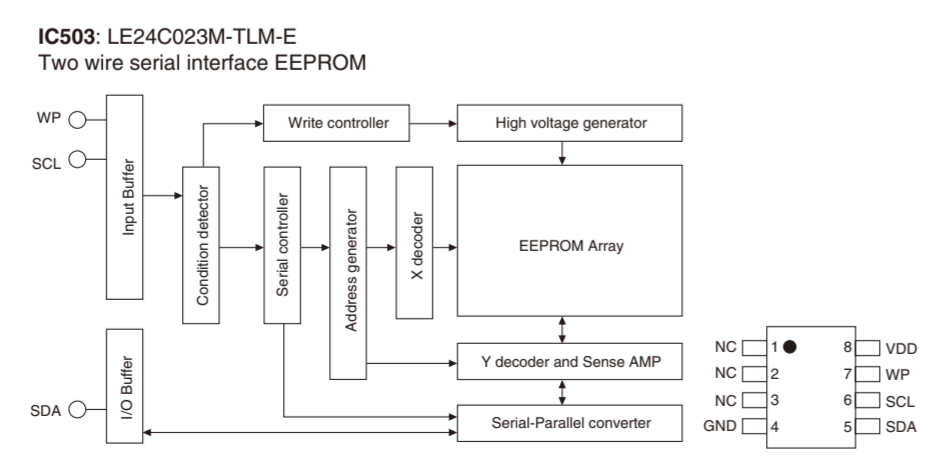 IC503: LE24C023M-TLM-E
Two wire serial interface EEPROM
WP
SCL
Input Buffer
Condition detector
Write controller
High voltage generator
Serial controller
Address generator
X decoder
EEPROM Array
Y decoder and Sense AMP
Serial-Parallel converter
SDA
I/O Buffer
NC 1 8 VDD
NC 2 7 WP
NC 3 6 SCL
GND 4 5 SDA